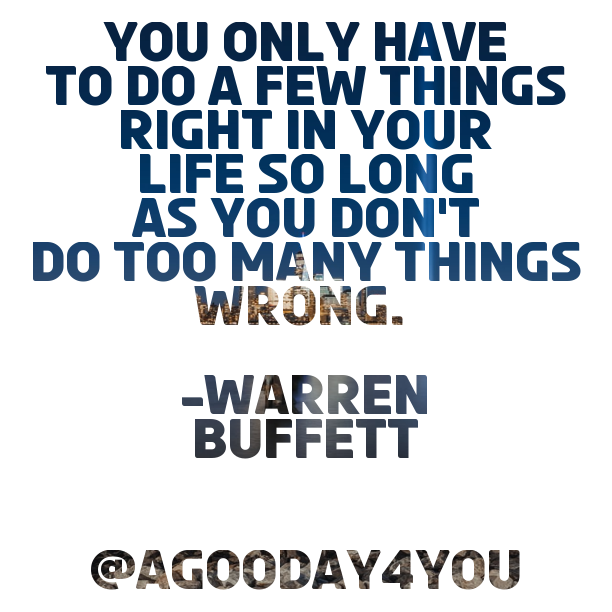 YOU ONLY HAVE
TO DO A FEW THINGS
RIGHT IN YOUR
LIFE SO LONG
AS YOU DON'T
DO TOO MANY THINGS
WRONG.
-WARREN
BUFFETT
@AGOODAY4YOU